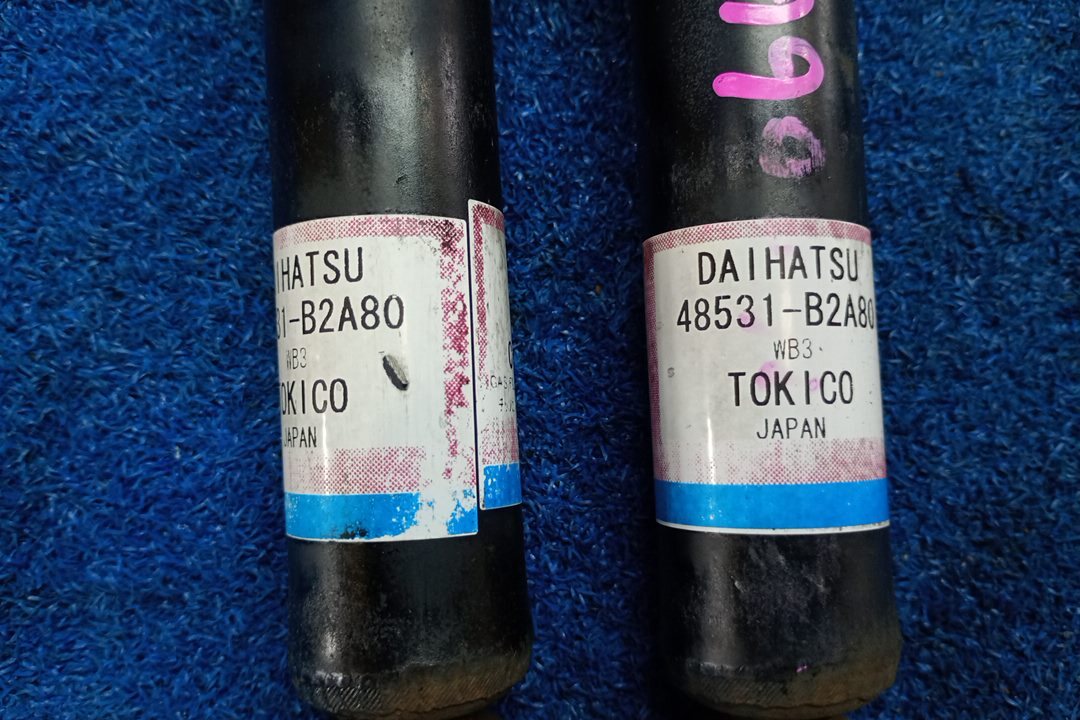 IHATSU
31-B2A80
WB3
TOKICO
JAPAN
DAIHATSU
48531-B2A80
WB3
TOKICO
JAPAN